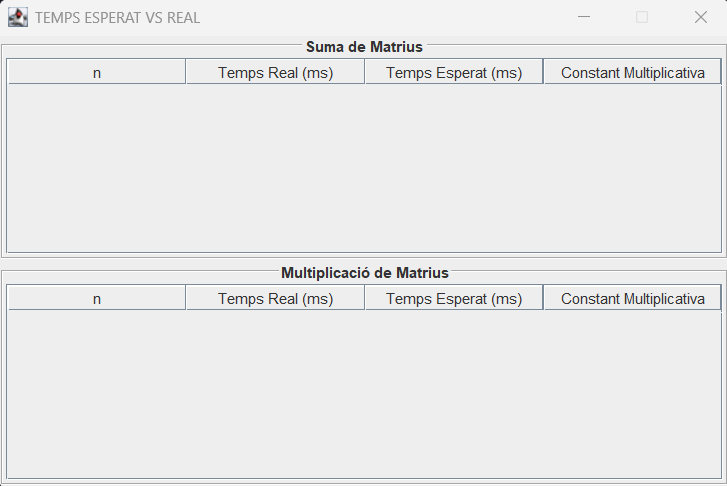 TEMPS ESPERAT VS REAL
Suma de Matrius
n Temps Real (ms) Temps Esperat (ms) Constant Multiplicativa
Multiplicació de Matrius
n Temps Real (ms) Temps Esperat (ms) Constant Multiplicativa